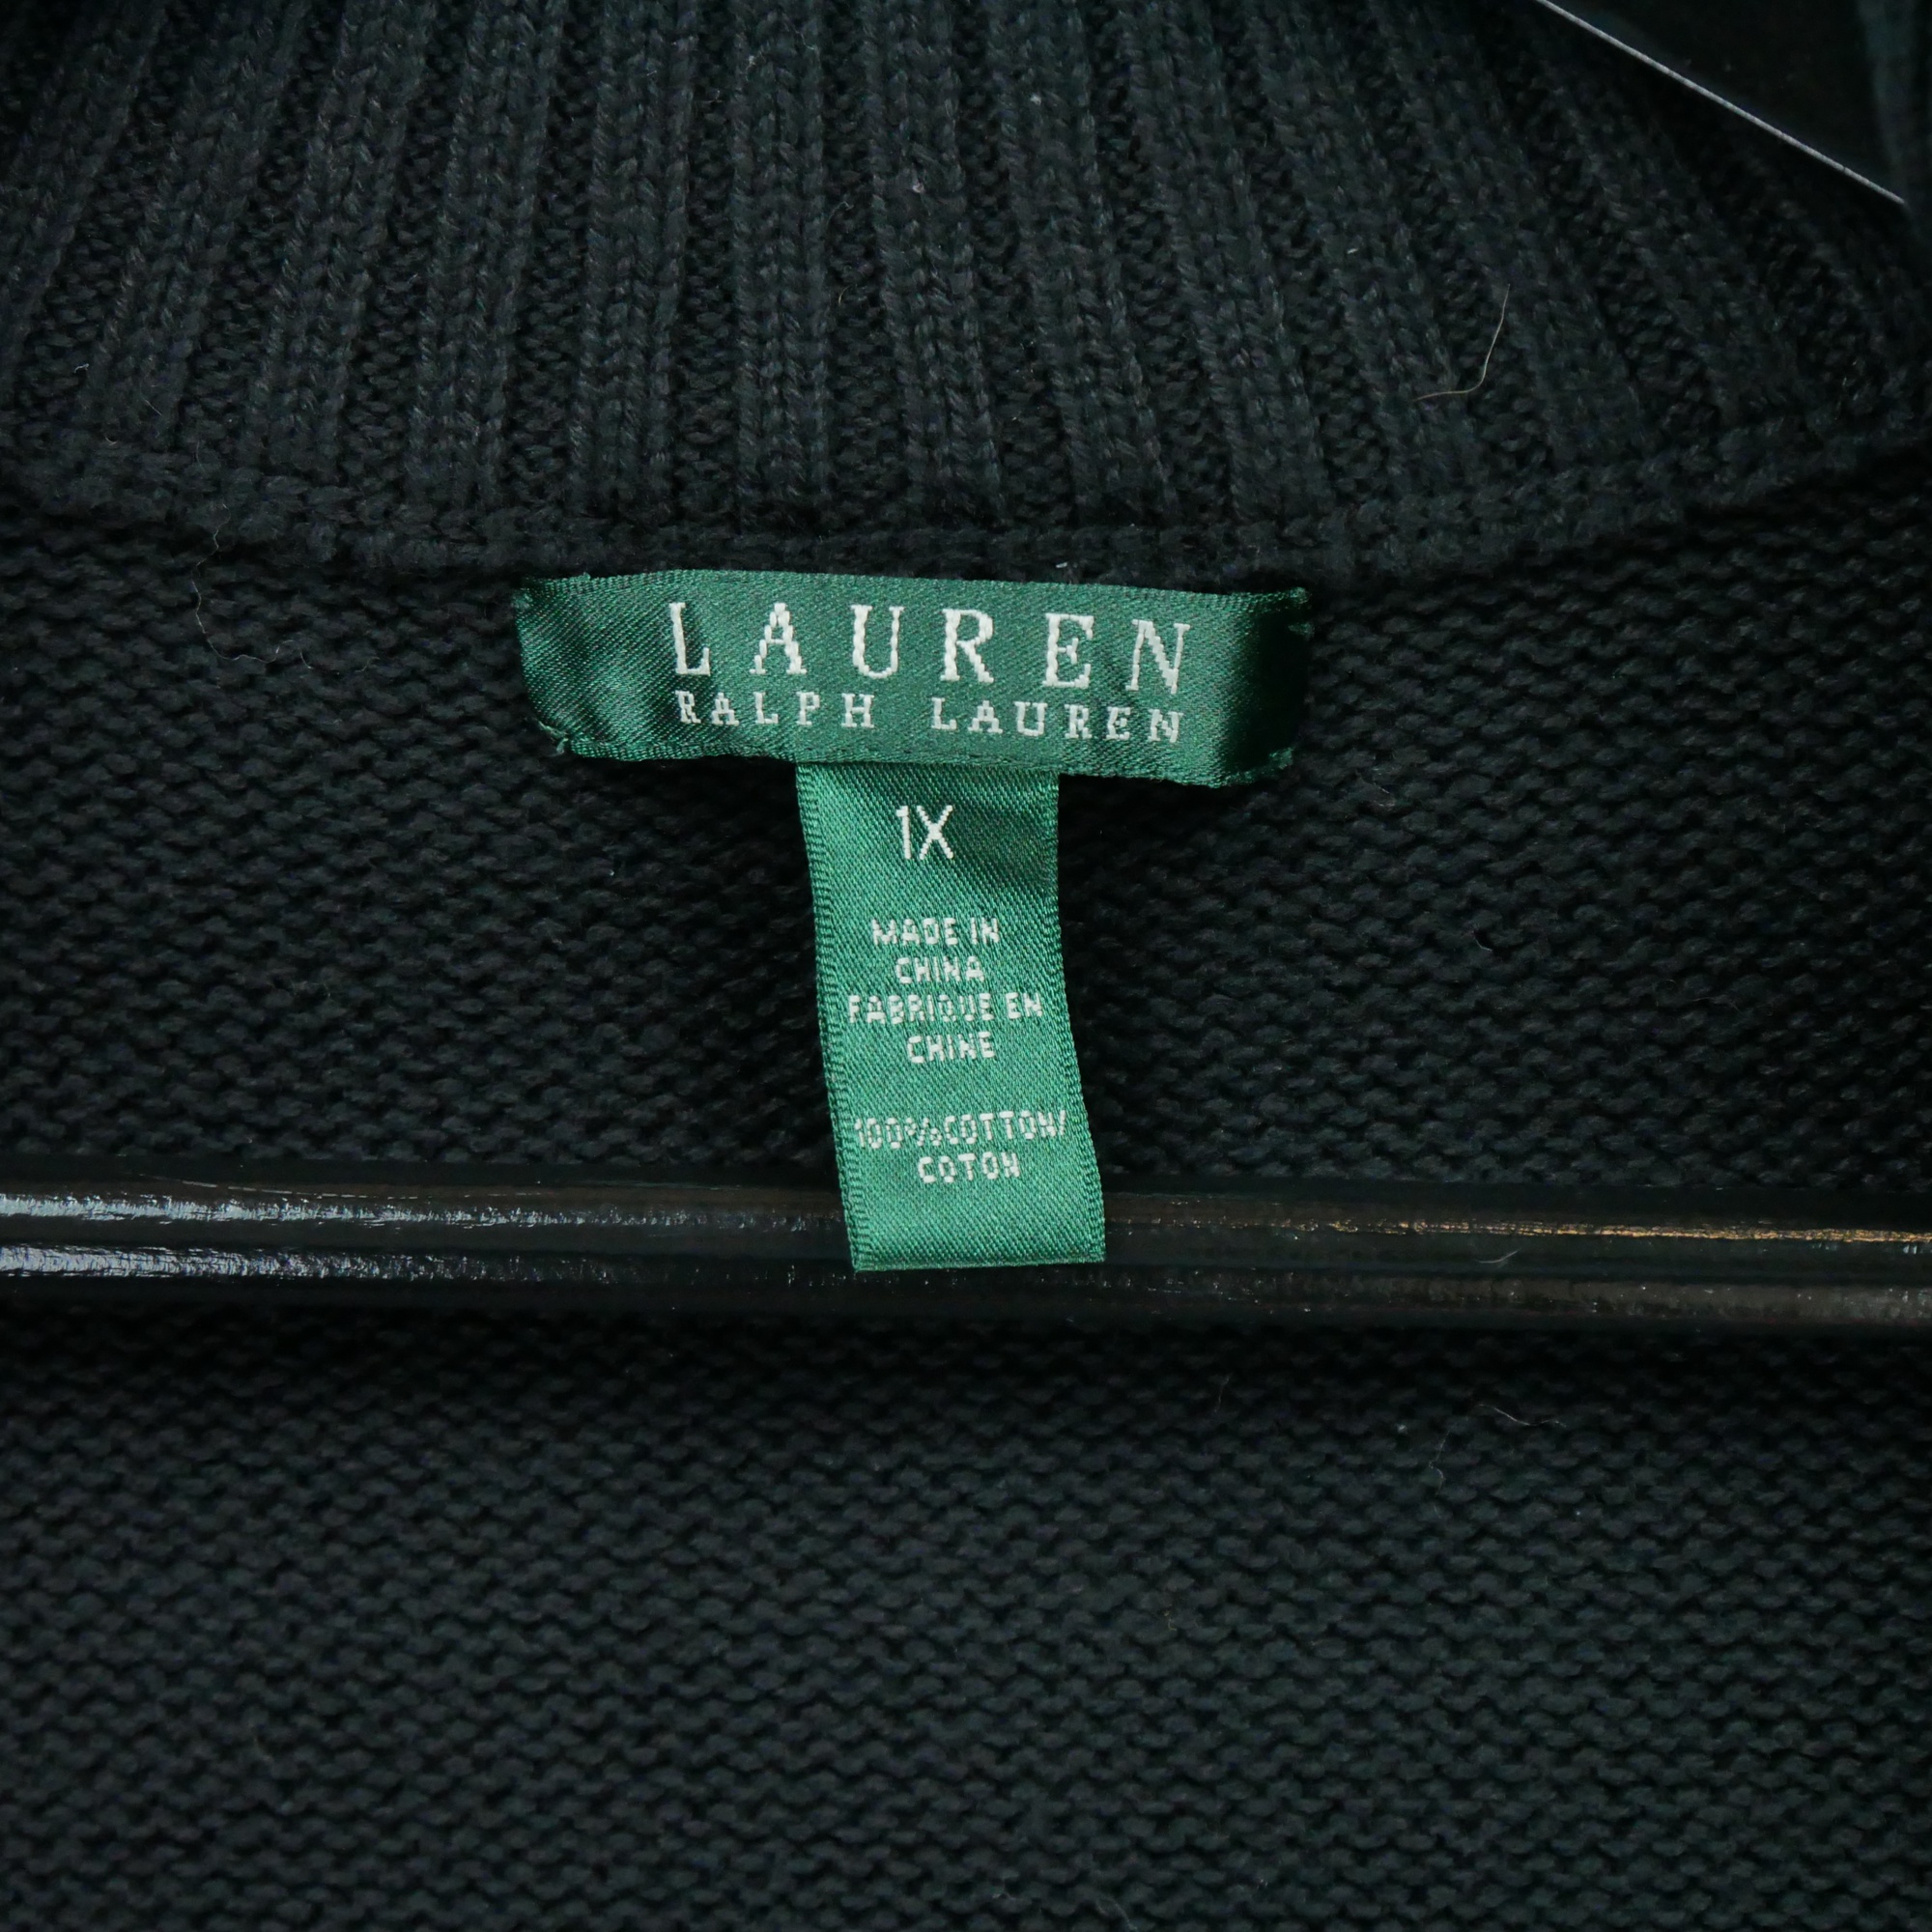 LAUREN
RALPH LAUREN
1X
MADE IN
CHINA
FABRIQUE EN
CHINE
100%COTTON/
COTON